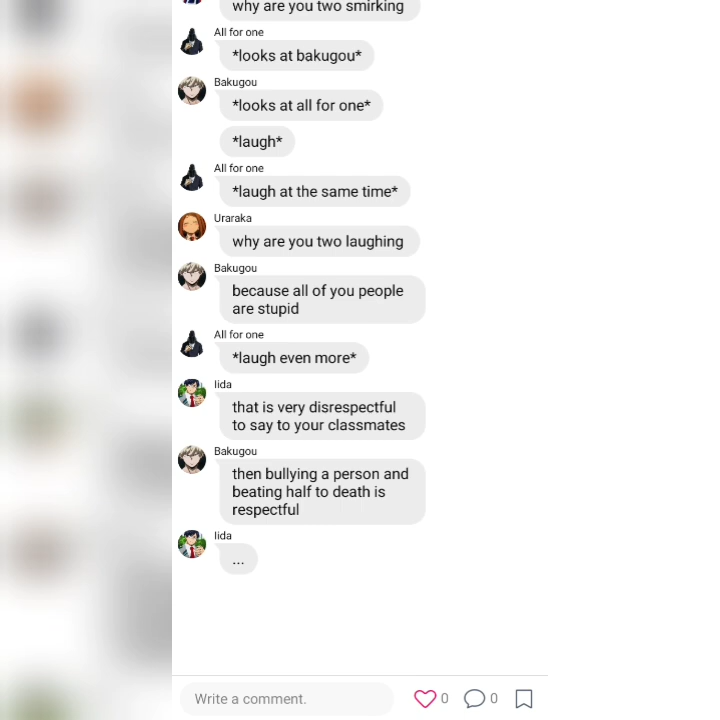 why are you two smirking
All for one
*looks at bakugou*
Bakugou
*looks at all for one*
*laugh*
All for one
*laugh at the same time*
Uraraka
why are you two laughing
Bakugou
because all of you people
are stupid
All for one
*laugh even more*
Iida
that is very disrespectful
to say to your classmates
Bakugou
then bullying a person and
beating half to death is
respectful
Iida
...
Write a comment.
0
0